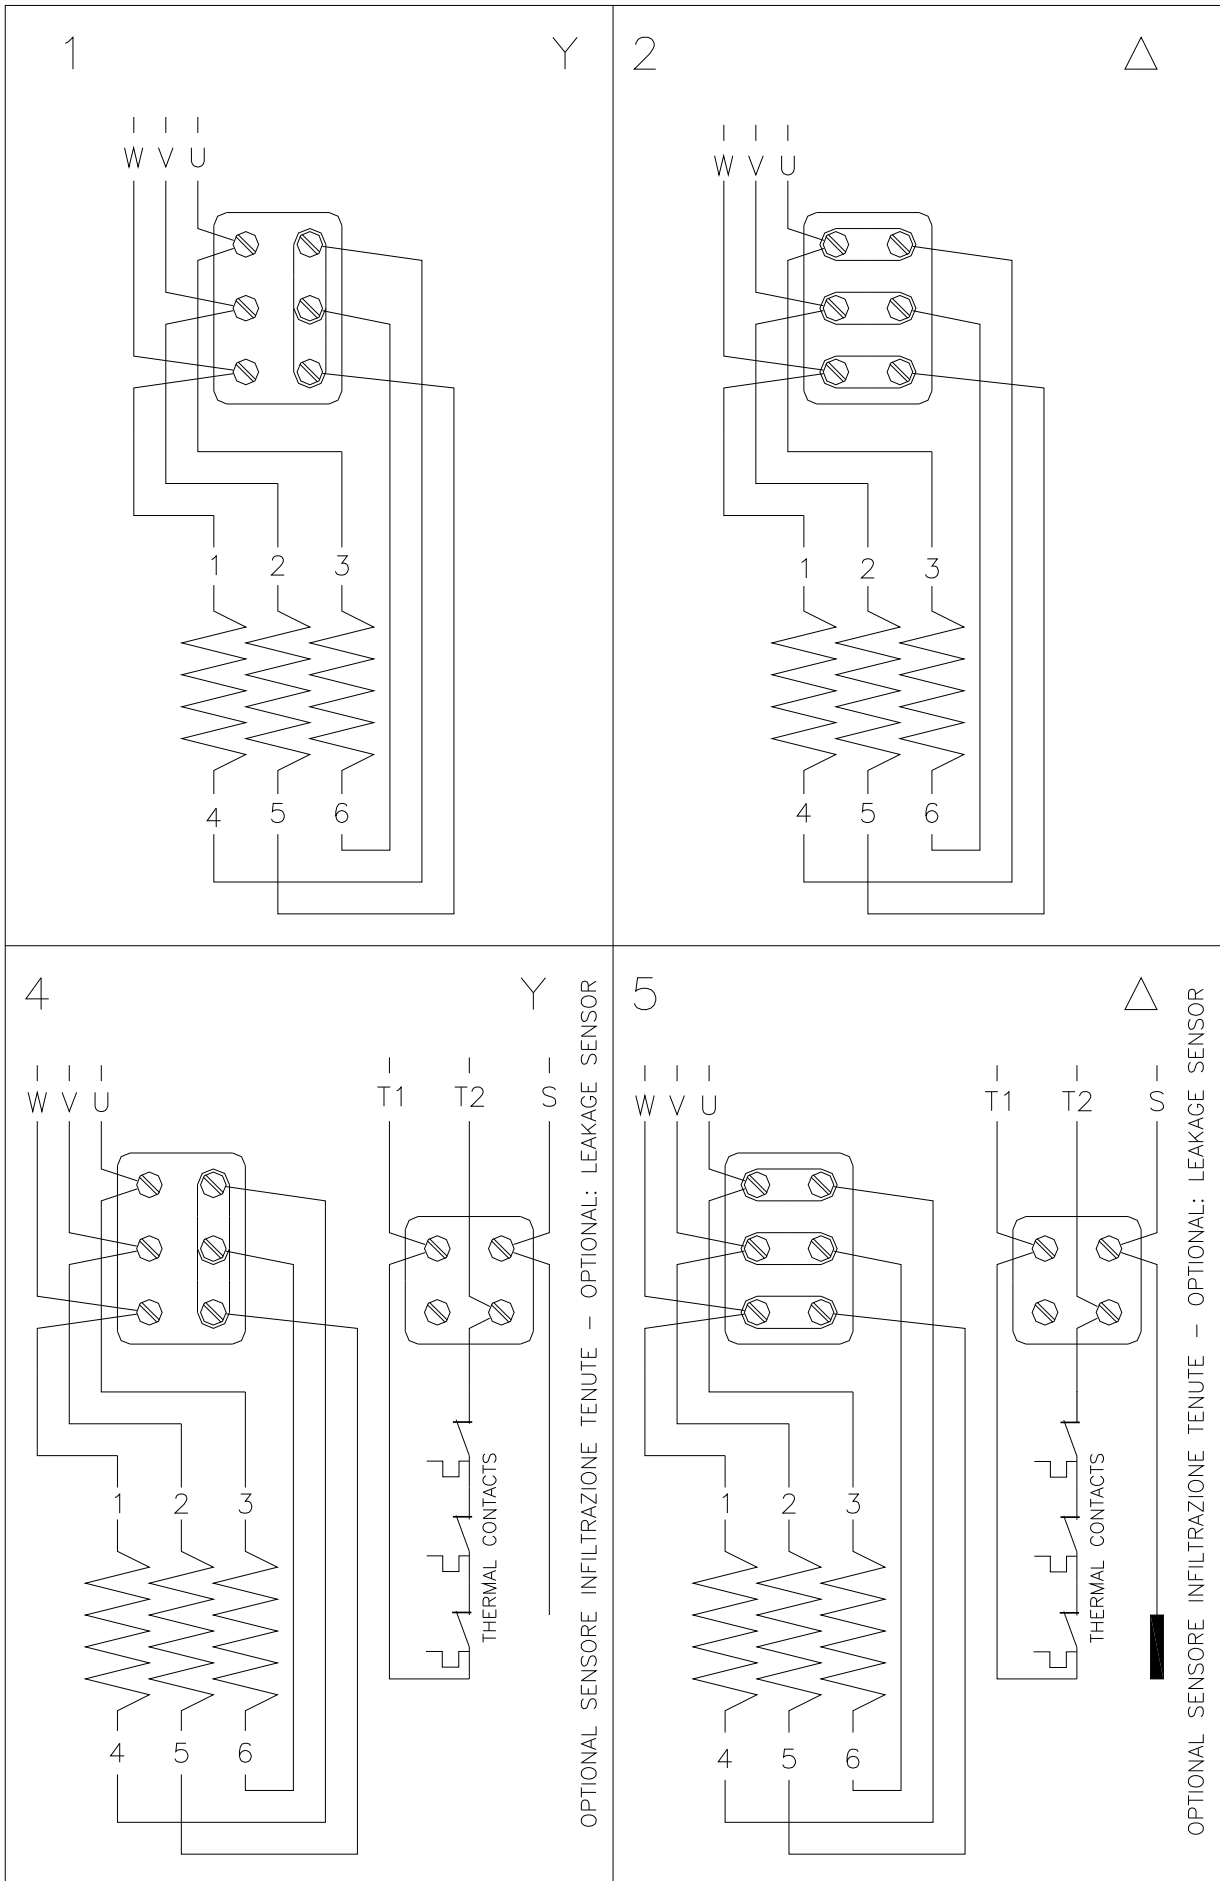 1 Y
W V U
1 2 3
4 5 6
2 Δ
W V U
1 2 3
4 5 6
4 Y
W V U
T1 T2 S
1 2 3
4 5 6
THERMAL CONTACTS
OPTIONAL SENSORE INFILTRAZIONE TENUTE – OPTIONAL: LEAKAGE SENSOR
5 Δ
W V U
T1 T2 S
1 2 3
4 5 6
THERMAL CONTACTS
OPTIONAL SENSORE INFILTRAZIONE TENUTE – OPTIONAL: LEAKAGE SENSOR